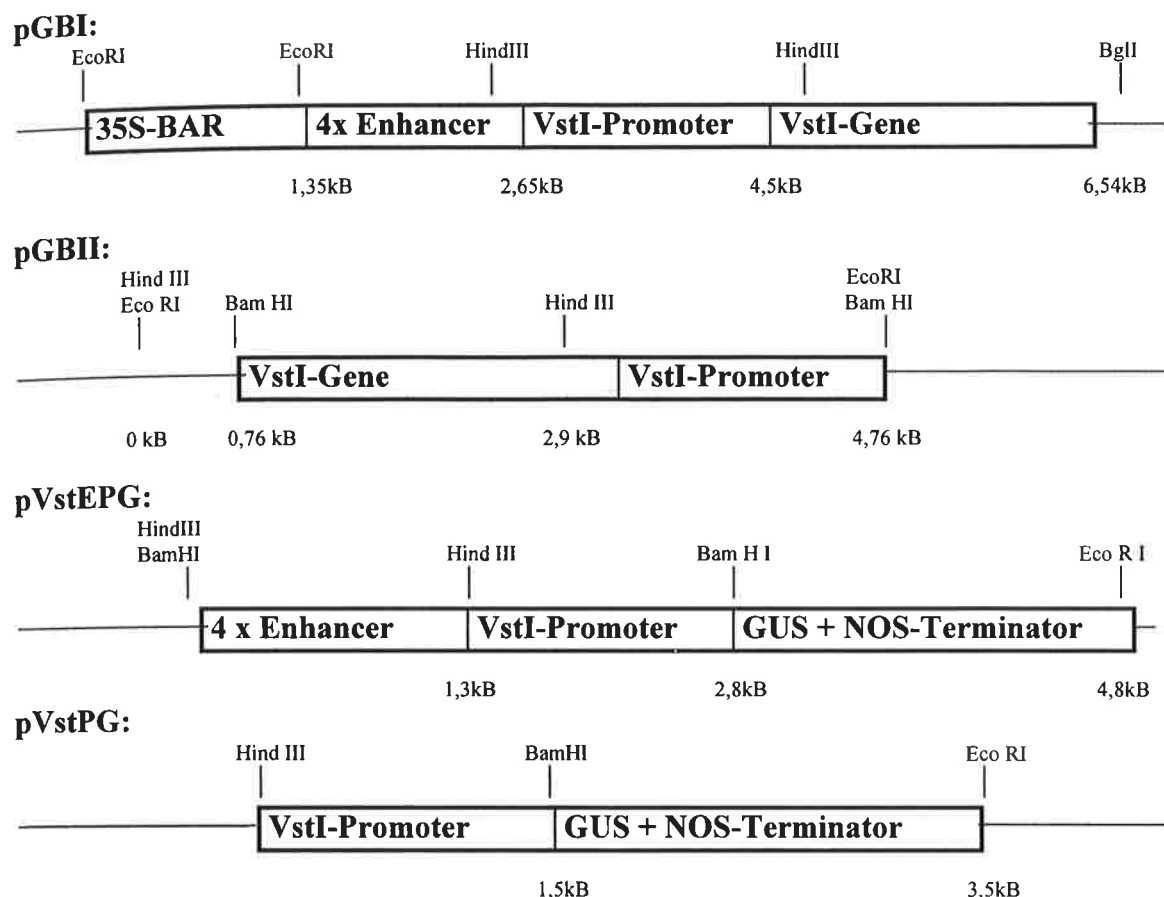 pGBI:
EcoRI EcoRI HindIII HindIII BglI
35S-BAR 4x Enhancer VstI-Promoter VstI-Gene
1,35kB 2,65kB 4,5kB 6,54kB
pGBII:
Hind III EcoRI
Eco RI Bam HI Hind III Bam HI
VstI-Gene VstI-Promoter
0 kB 0,76 kB 2,9 kB 4,76 kB
pVstEPG:
HindIII
BamHI Hind III Bam H I Eco R I
4 x Enhancer VstI-Promoter GUS + NOS-Terminator
1,3kB 2,8kB 4,8kB
pVstPG:
Hind III BamHI Eco RI
VstI-Promoter GUS + NOS-Terminator
1,5kB 3,5kB